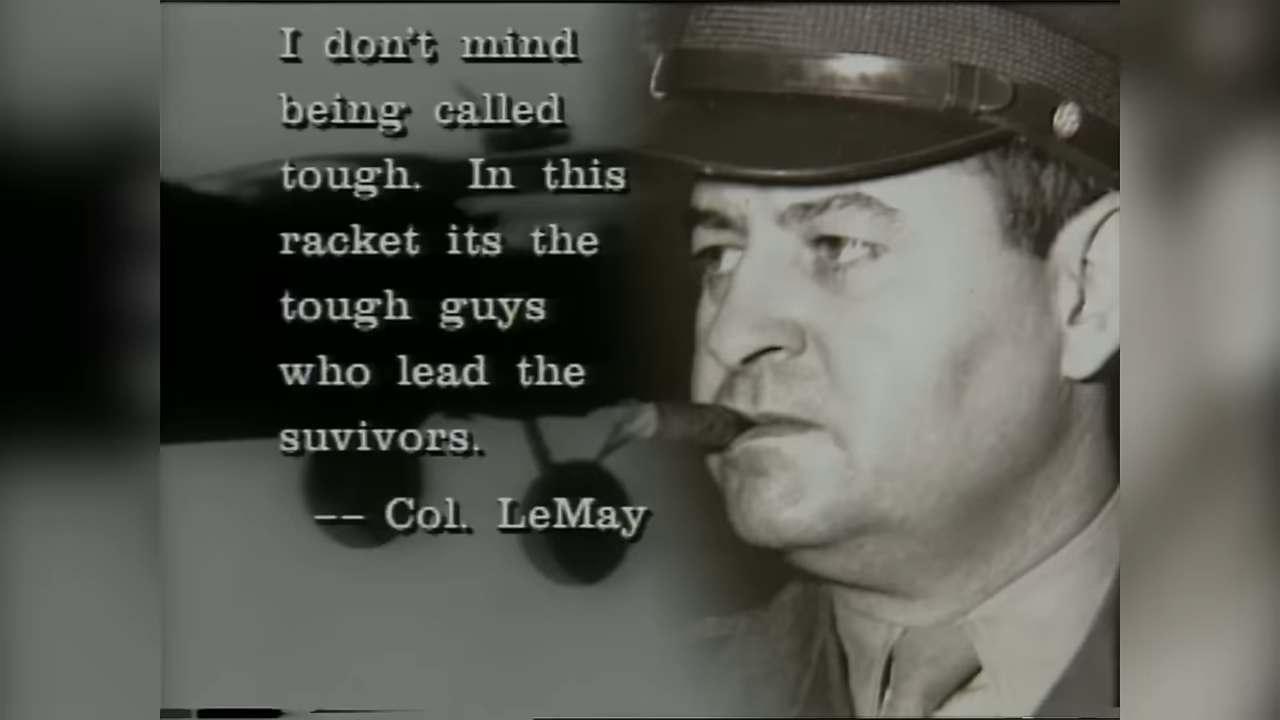 I don't mind
being called
tough. In this
racket its the
tough guys
who lead the
suvivors.
-- Col. LeMay